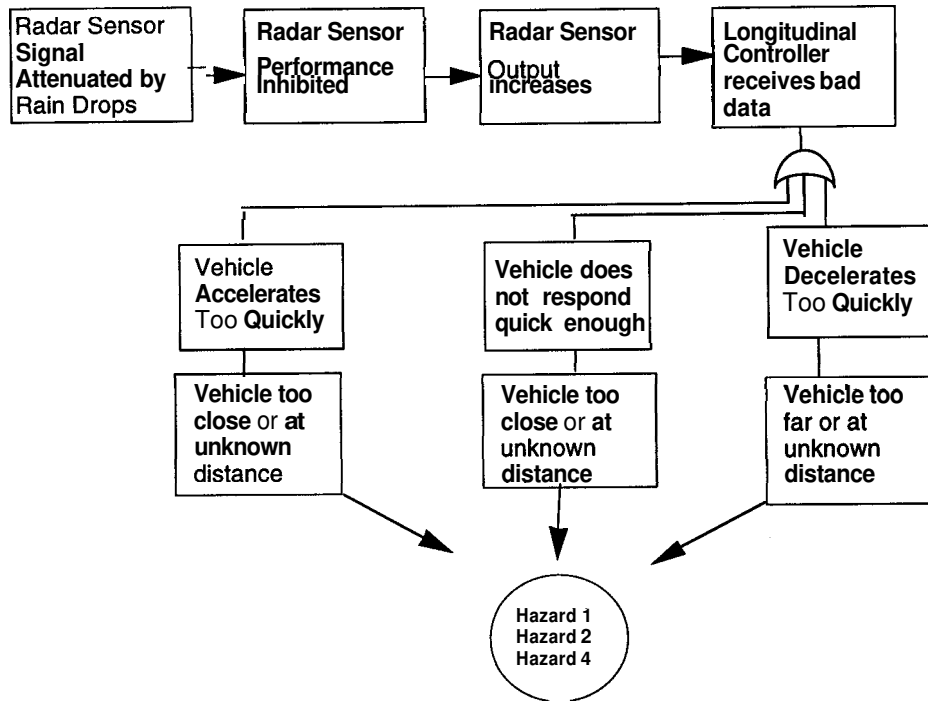 Radar Sensor
Signal
Attenuated by
Rain Drops
Radar Sensor
Performance
Inhibited
Radar Sensor
Output
increases
Longitudinal
Controller
receives bad
data
Vehicle
Accelerates
Too Quickly
Vehicle does
not respond
quick enough
Vehicle
Decelerates
Too Quickly
Vehicle too
close or at
unknown
distance
Vehicle too
close or at
unknown
distance
Vehicle too
far or at
unknown
distance
Hazard 1
Hazard 2
Hazard 4